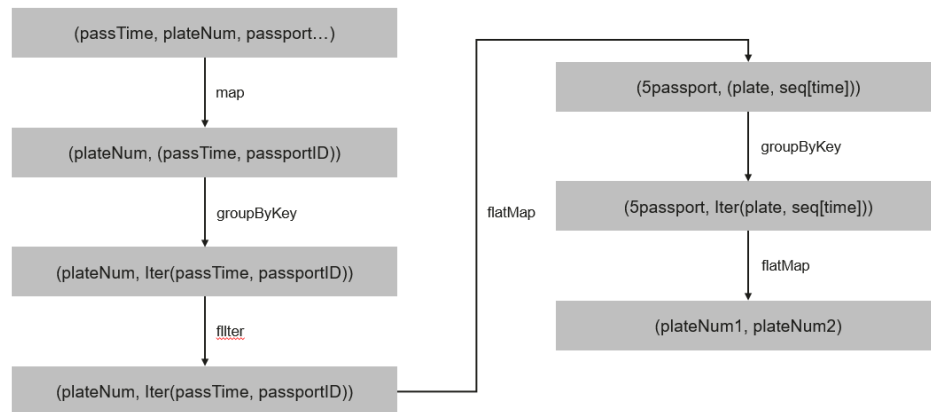 (passTime, plateNum, passport…)
map
(plateNum, (passTime, passportID))
groupByKey
(plateNum, Iter(passTime, passportID))
fIlter
(plateNum, Iter(passTime, passportID))
flatMap
(5passport, (plate, seq[time]))
groupByKey
(5passport, Iter(plate, seq[time]))
flatMap
(plateNum1, plateNum2)